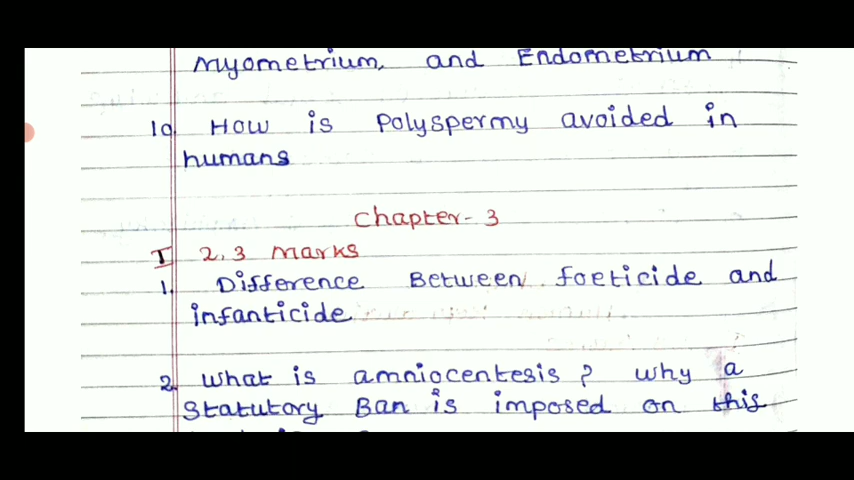 Myometrium, and Endometrium
10. How is polyspermy avoided in
humans
Chapter-3
I 2,3 marks
1. Difference Between foeticide and
infanticide
2. What is amniocentesis? why a
Statutory Ban is imposed on this